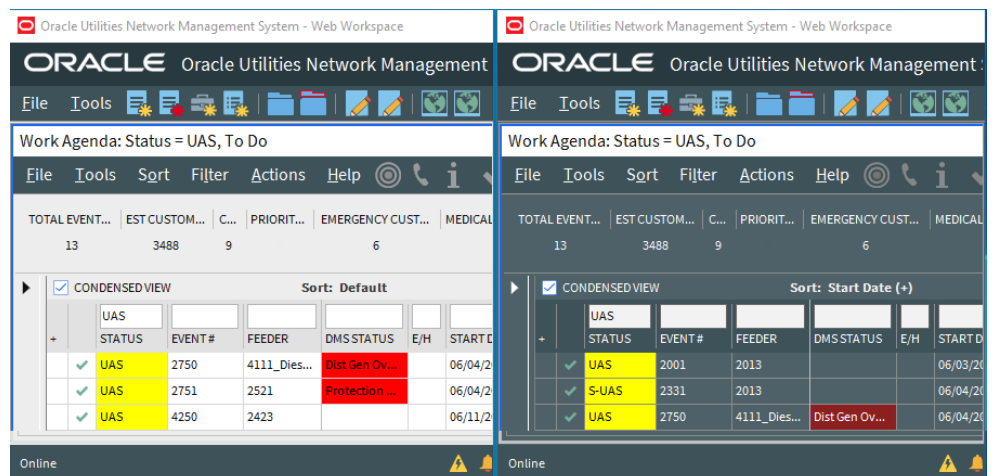 Oracle Utilities Network Management System - Web Workspace
ORACLE Oracle Utilities Network Management
File Tools
Work Agenda: Status = UAS, To Do
File Tools Sort Filter Actions Help
TOTAL EVENT... EST CUSTOM... C... PRIORIT... EMERGENCY CUST... MEDICAL
13 3488 9 6
CONDENSED VIEW Sort: Default
UAS
+ STATUS EVENT # FEEDER DMS STATUS E/H START D
UAS 2750 4111_Dies... Dist Gen Ov... 06/04/2
UAS 2751 2521 Protection ... 06/04/2
UAS 4250 2423 06/11/2
Online
Oracle Utilities Network Management System - Web Workspace
ORACLE Oracle Utilities Network Management
File Tools
Work Agenda: Status = UAS, To Do
File Tools Sort Filter Actions Help
TOTAL EVENT... EST CUSTOM... C... PRIORIT... EMERGENCY CUST... MEDICAL
13 3488 9 6
CONDENSED VIEW Sort: Start Date (+)
UAS
+ STATUS EVENT # FEEDER DMS STATUS E/H START D
UAS 2001 2013 06/03/20
S-UAS 2331 2013 06/04/20
UAS 2750 4111_Dies... Dist Gen Ov... 06/04/20
Online